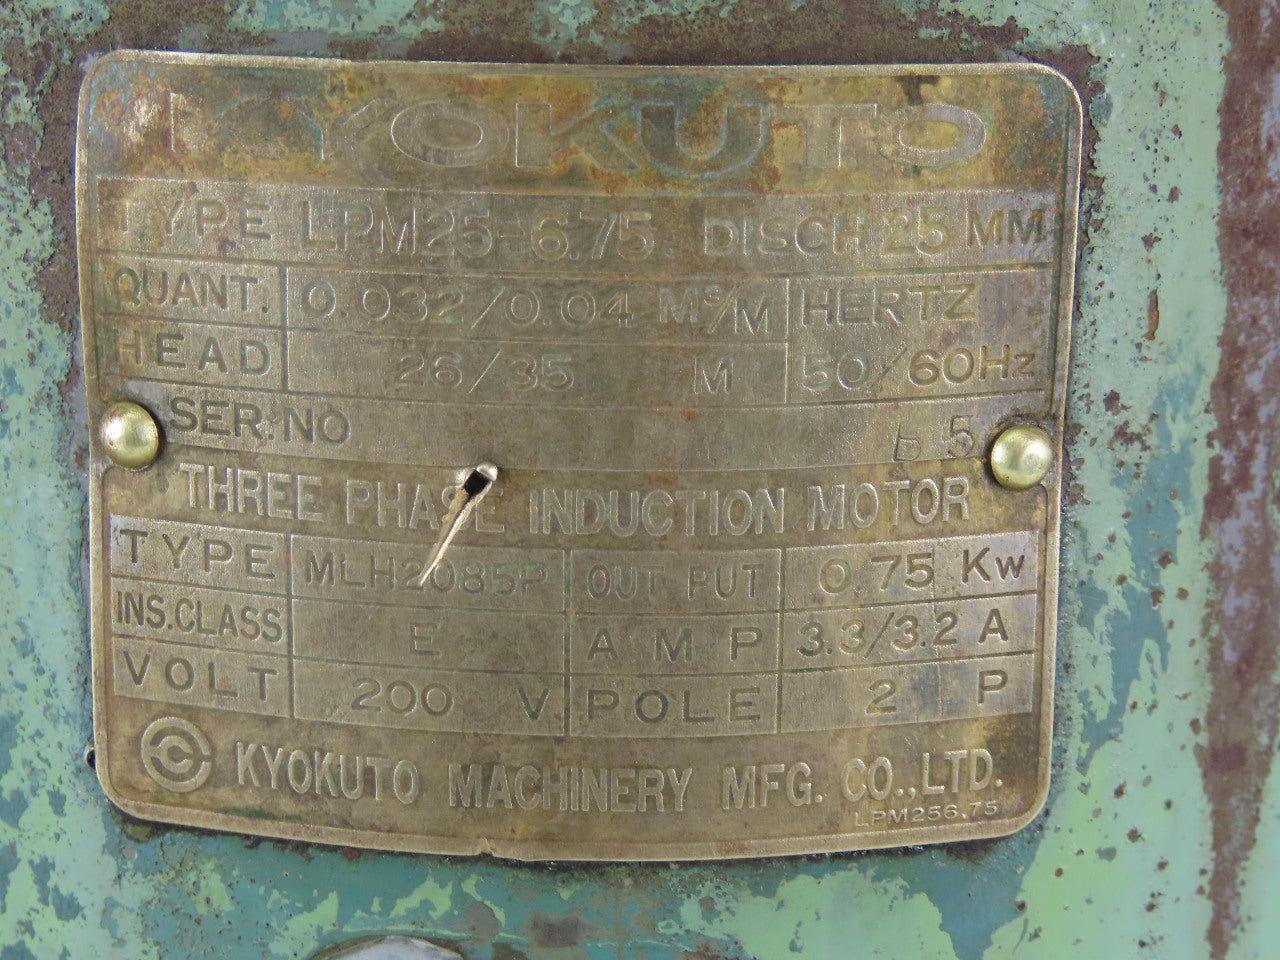 KYOKUTO
TYPE LPM25-6.75 DISCH 25 MM
QUANT. 0.032/0.04 M³/M HERTZ
HEAD 26/35 M 50/60Hz
SER.NO 5
THREE PHASE INDUCTION MOTOR
TYPE MLH2085P OUT PUT 0.75 Kw
INS.CLASS E AMP 3.3/3.2 A
VOLT 200 V POLE 2 P
KYOKUTO MACHINERY MFG. CO.,LTD.
LPM256.75